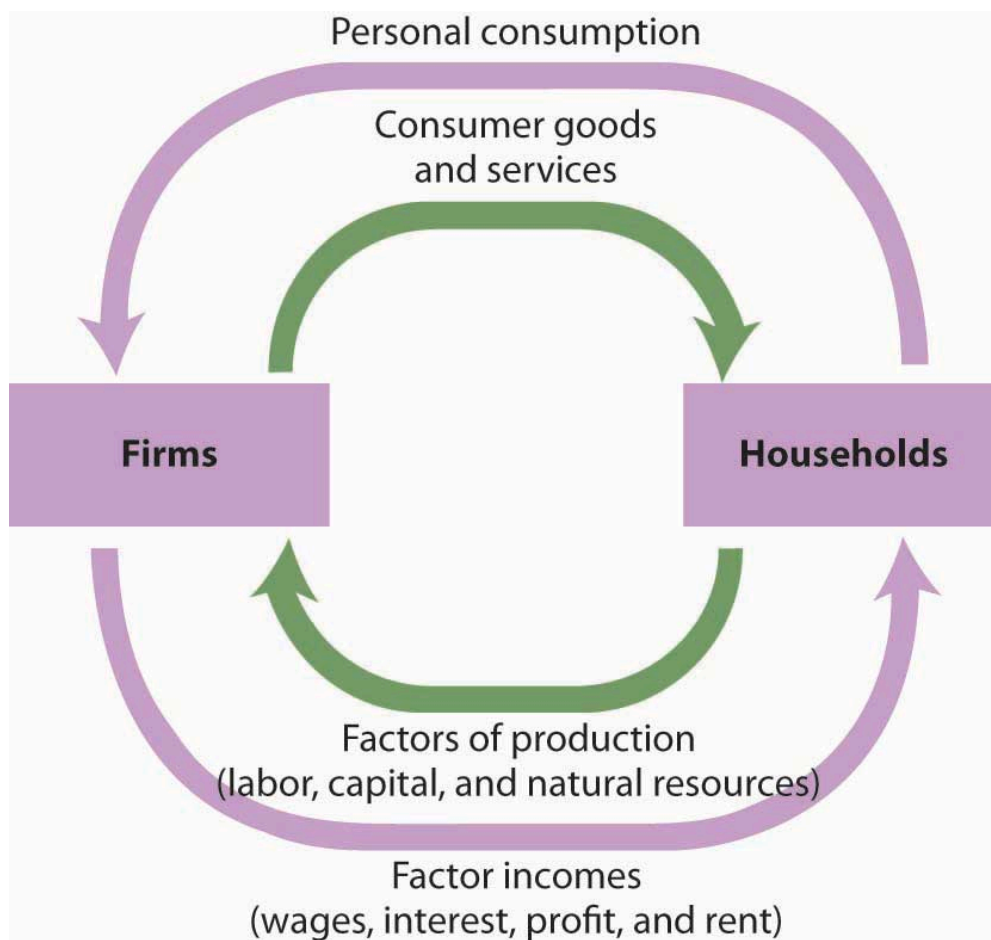 Personal consumption
Consumer goods
and services
Firms
Households
Factors of production
(labor, capital, and natural resources)
Factor incomes
(wages, interest, profit, and rent)